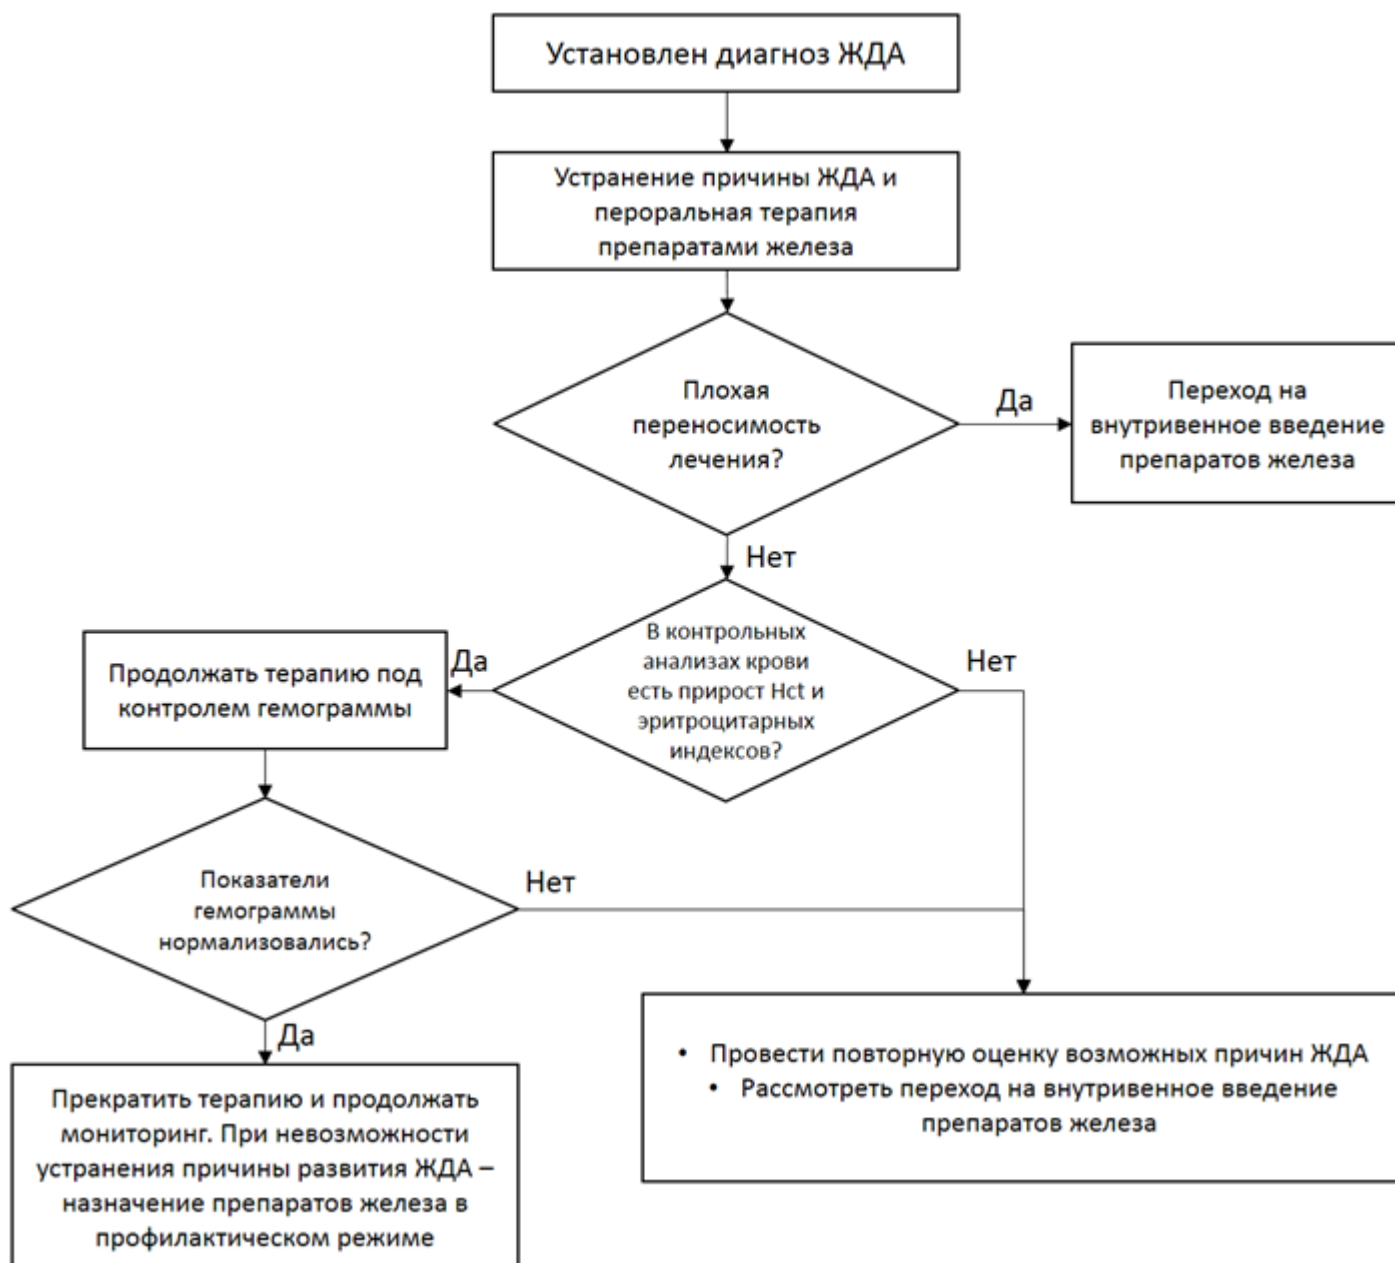 Установлен диагноз ЖДА
Устранение причины ЖДА и
пероральная терапия
препаратами железа
Плохая
переносимость
лечения?
Да
Переход на
внутривенное введение
препаратов железа
Нет
В контрольных
анализах крови
есть прирост Hct и
эритроцитарных
индексов?
Да
Нет
Продолжать терапию под
контролем гемограммы
Показатели
гемограммы
нормализовались?
Нет
Да
Прекратить терапию и продолжать
мониторинг. При невозможности
устранения причины развития ЖДА –
назначение препаратов железа в
профилактическом режиме
• Провести повторную оценку возможных причин ЖДА
• Рассмотреть переход на внутривенное введение
препаратов железа